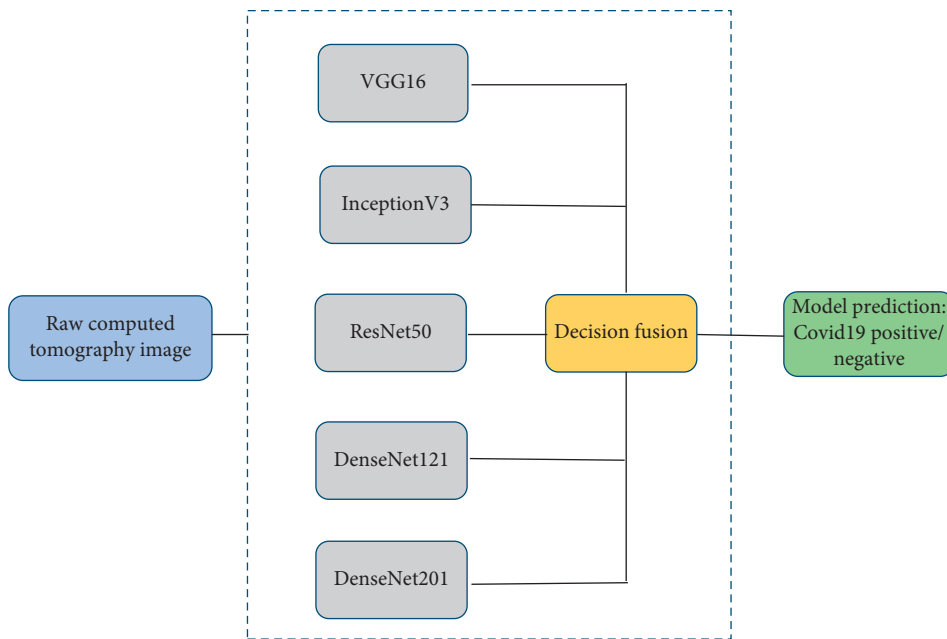 VGG16
InceptionV3
Raw computed
tomography image
ResNet50
Decision fusion
Model prediction:
Covid19 positive/
negative
DenseNet121
DenseNet201